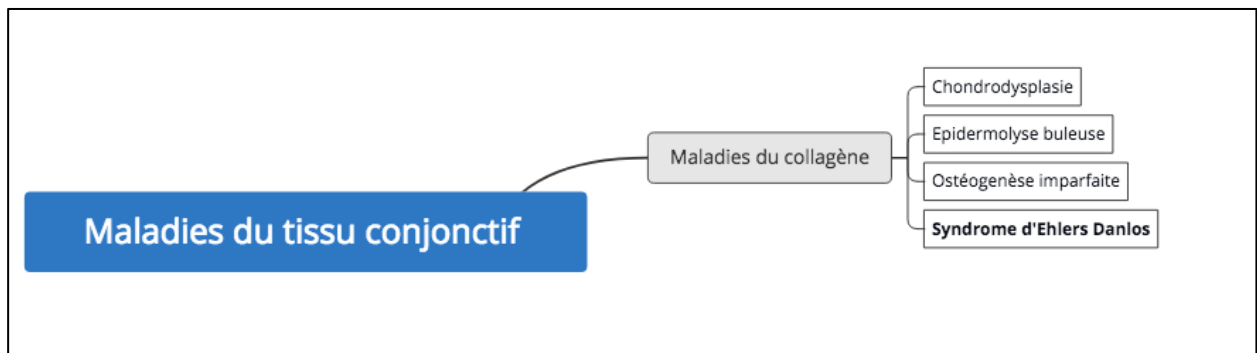 Maladies du tissu conjonctif
Maladies du collagène
Chondrodysplasie
Epidermolyse buleuse
Ostéogenèse imparfaite
Syndrome d'Ehlers Danlos